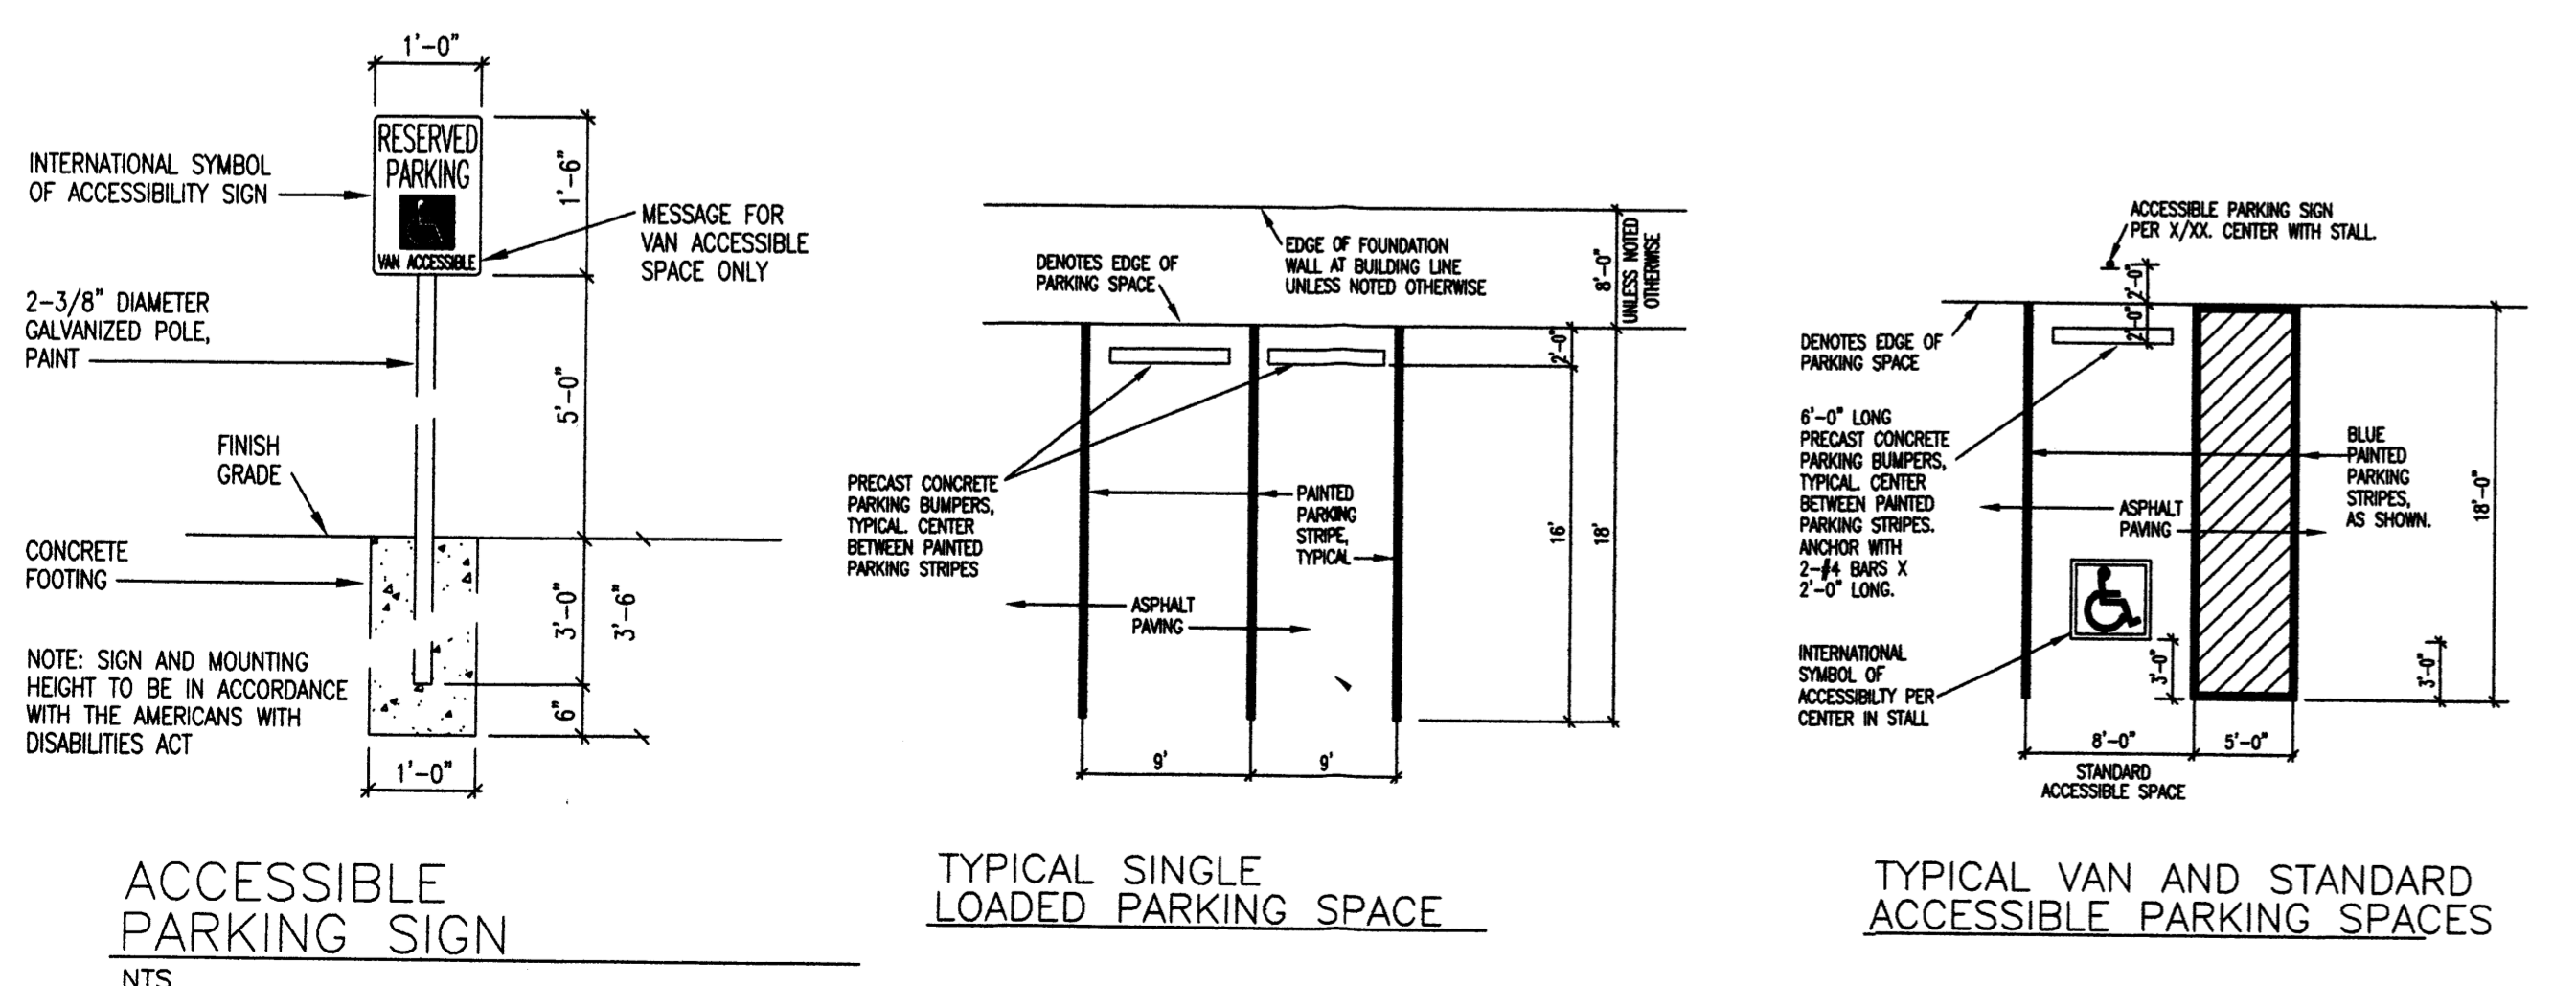 1'-0"
RESERVED
PARKING
VAN ACCESSIBLE
INTERNATIONAL SYMBOL
OF ACCESSIBILITY SIGN
1'-6"
MESSAGE FOR
VAN ACCESSIBLE
SPACE ONLY
2-3/8" DIAMETER
GALVANIZED POLE,
PAINT
5'-0"
FINISH
GRADE
CONCRETE
FOOTING
3'-0"
3'-6"
6"
NOTE: SIGN AND MOUNTING
HEIGHT TO BE IN ACCORDANCE
WITH THE AMERICANS WITH
DISABILITIES ACT
1'-0"
ACCESSIBLE
PARKING SIGN
NTS
EDGE OF FOUNDATION
WALL AT BUILDING LINE
UNLESS NOTED OTHERWISE
DENOTES EDGE OF
PARKING SPACE
8'-0"
UNLESS NOTED
OTHERWISE
2'-0"
PRECAST CONCRETE
PARKING BUMPERS,
TYPICAL. CENTER
BETWEEN PAINTED
PARKING STRIPES
PAINTED
PARKING
STRIPE,
TYPICAL
16'
18'
ASPHALT
PAVING
9'
9'
TYPICAL SINGLE
LOADED PARKING SPACE
ACCESSIBLE PARKING SIGN
PER X/XX. CENTER WITH STALL.
2'-0"
2'-0"
DENOTES EDGE OF
PARKING SPACE
6'-0" LONG
PRECAST CONCRETE
PARKING BUMPERS,
TYPICAL. CENTER
BETWEEN PAINTED
PARKING STRIPES.
ANCHOR WITH
2-#4 BARS X
2'-0" LONG.
BLUE
PAINTED
PARKING
STRIPES,
AS SHOWN.
ASPHALT
PAVING
18'-0"
INTERNATIONAL
SYMBOL OF
ACCESSIBILTY PER
CENTER IN STALL
3'-0"
3'-0"
8'-0"
5'-0"
STANDARD
ACCESSIBLE SPACE
TYPICAL VAN AND STANDARD
ACCESSIBLE PARKING SPACES